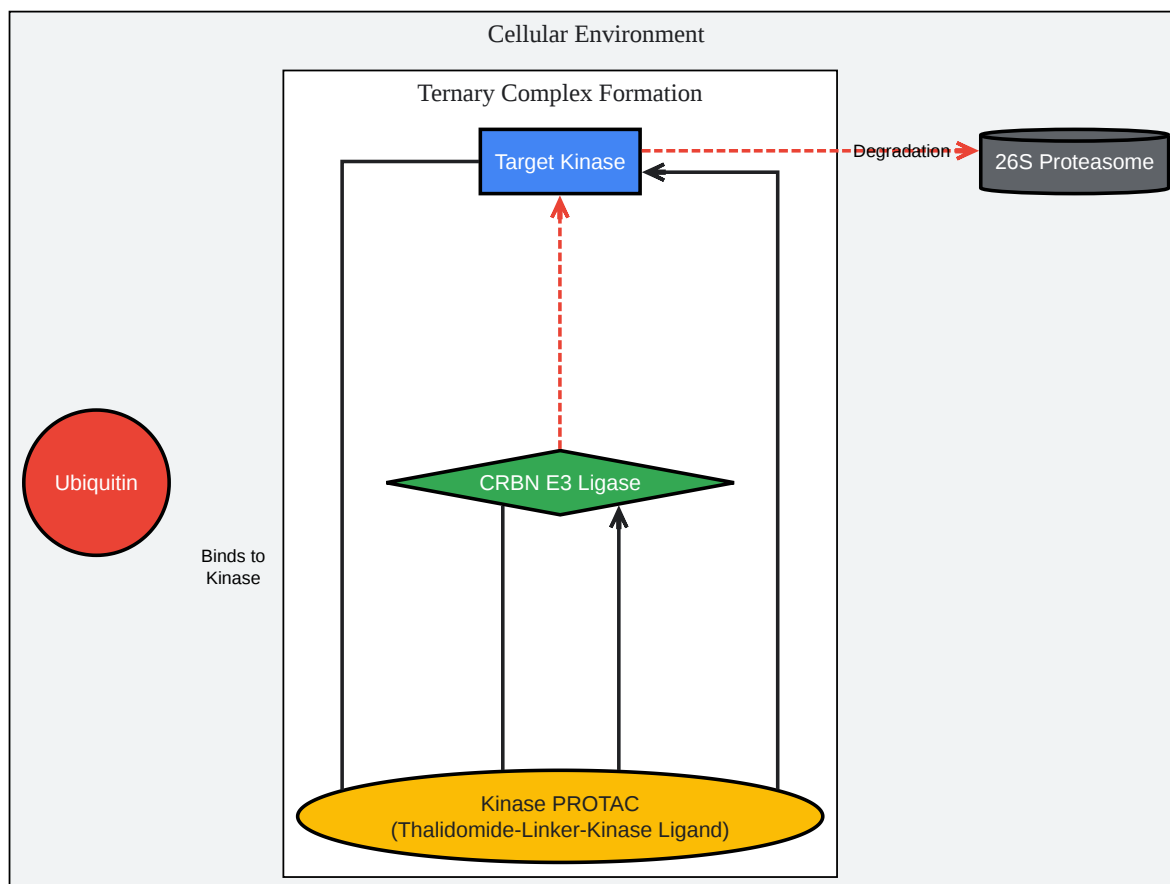 Cellular Environment
Ternary Complex Formation
Target Kinase
Degradation
26S Proteasome
Ubiquitin
CRBN E3 Ligase
Binds to
Kinase
Kinase PROTAC
(Thalidomide-Linker-Kinase Ligand)